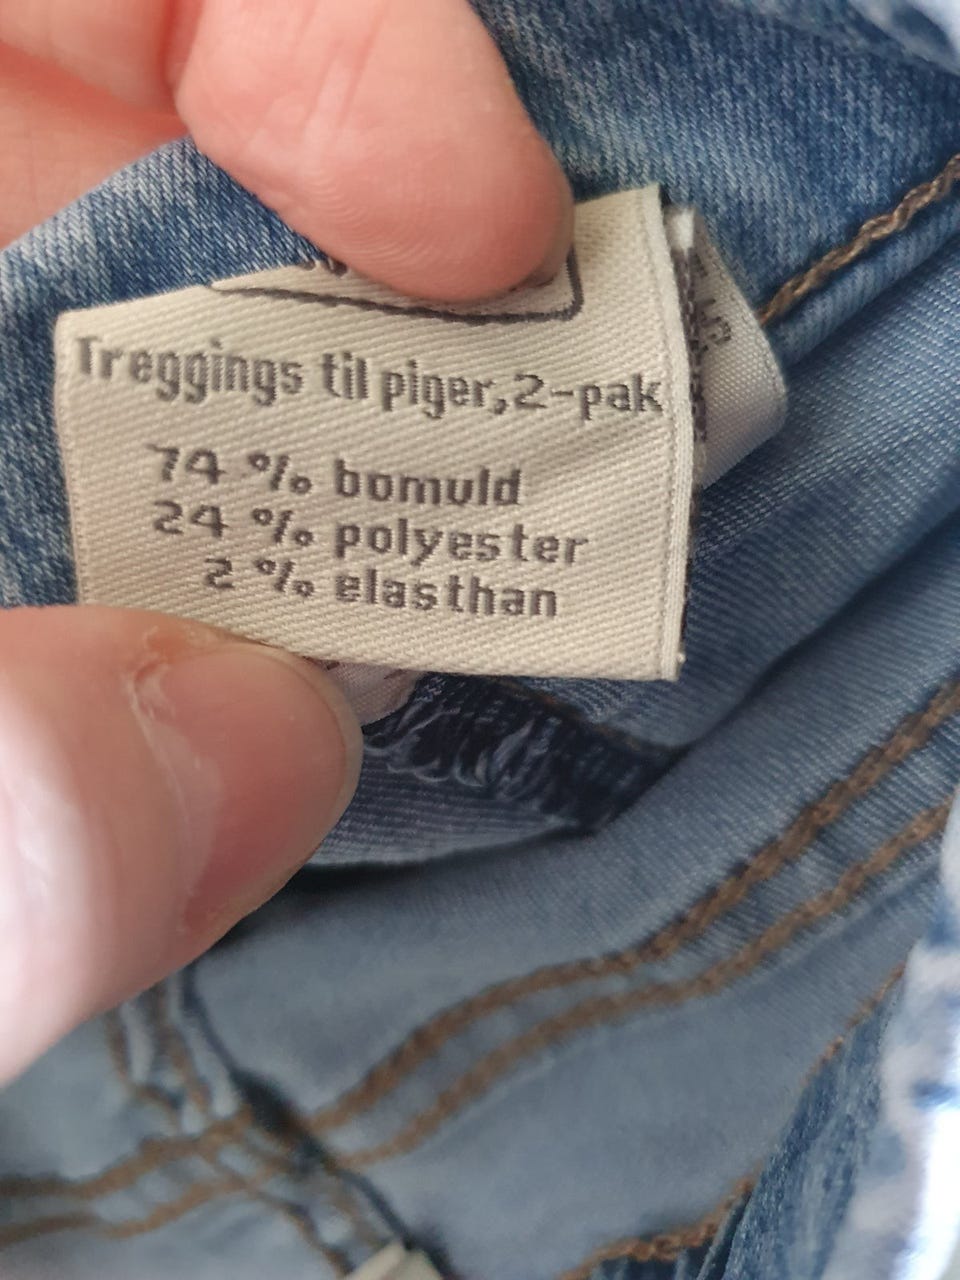 Treggings til piger, 2-pak
74 % bomuld
24 % polyester
2 % elasthan